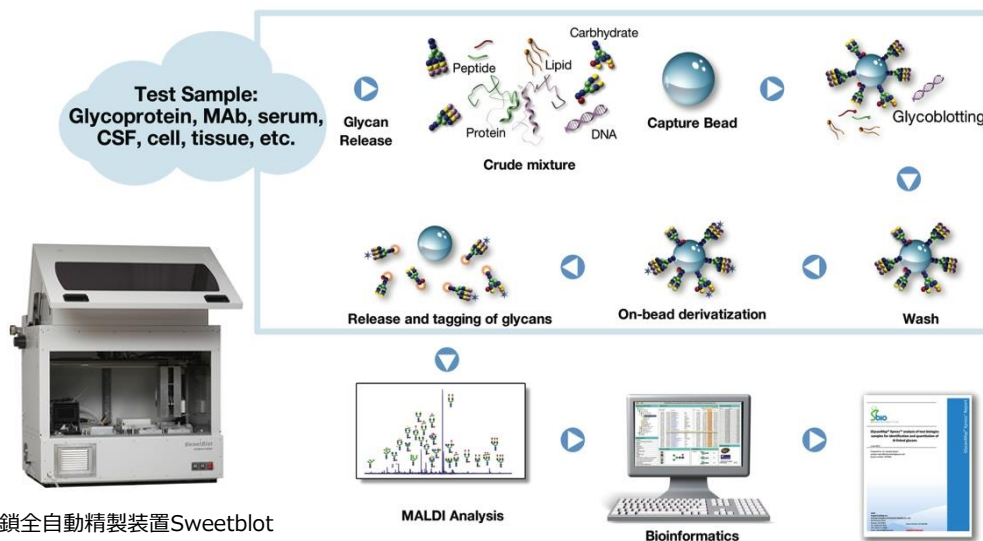 Test Sample:
Glycoprotein, MAb, serum,
CSF, cell, tissue, etc.
Glycan
Release
Peptide
Lipid
Carbhydrate
Protein
DNA
Crude mixture
Capture Bead
Glycoblotting
Release and tagging of glycans
On-bead derivatization
Wash
MALDI Analysis
Bioinformatics
鎖全自動精製装置Sweetblot